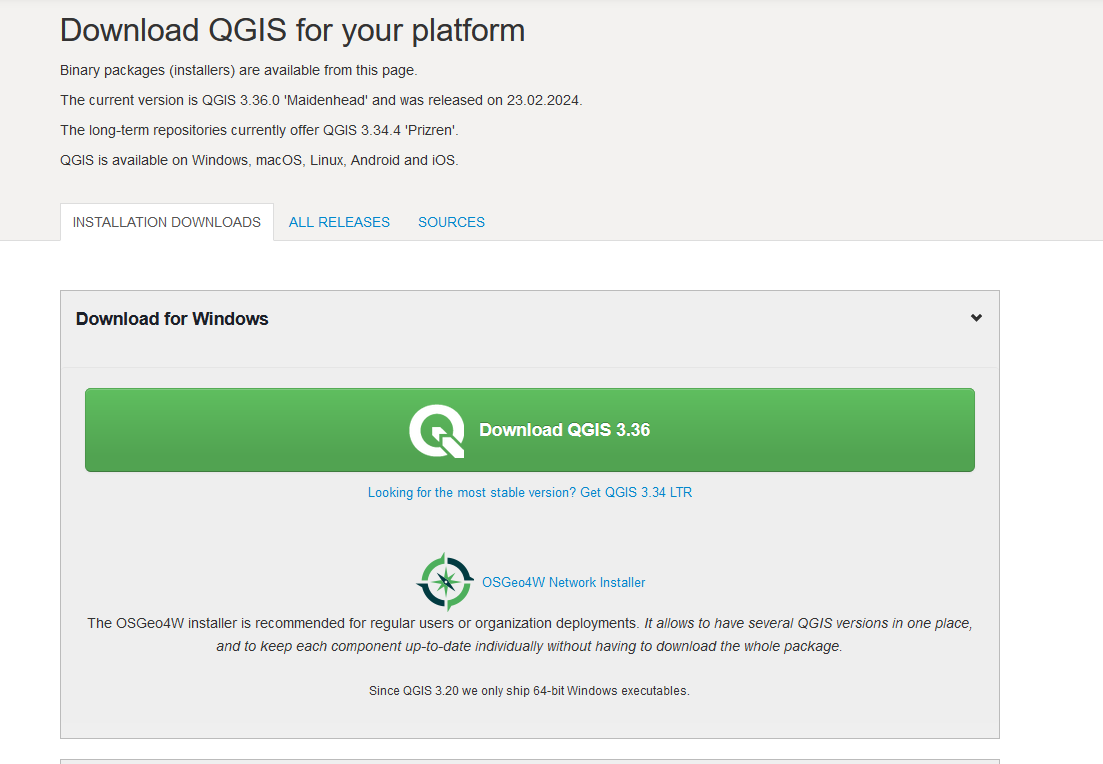 Download QGIS for your platform
Binary packages (installers) are available from this page.
The current version is QGIS 3.36.0 'Maidenhead' and was released on 23.02.2024.
The long-term repositories currently offer QGIS 3.34.4 'Prizren'.
QGIS is available on Windows, macOS, Linux, Android and iOS.
INSTALLATION DOWNLOADS ALL RELEASES SOURCES
Download for Windows
Download QGIS 3.36
Looking for the most stable version? Get QGIS 3.34 LTR
OSGeo4W Network Installer
The OSGeo4W installer is recommended for regular users or organization deployments. It allows to have several QGIS versions in one place,
and to keep each component up-to-date individually without having to download the whole package.
Since QGIS 3.20 we only ship 64-bit Windows executables.